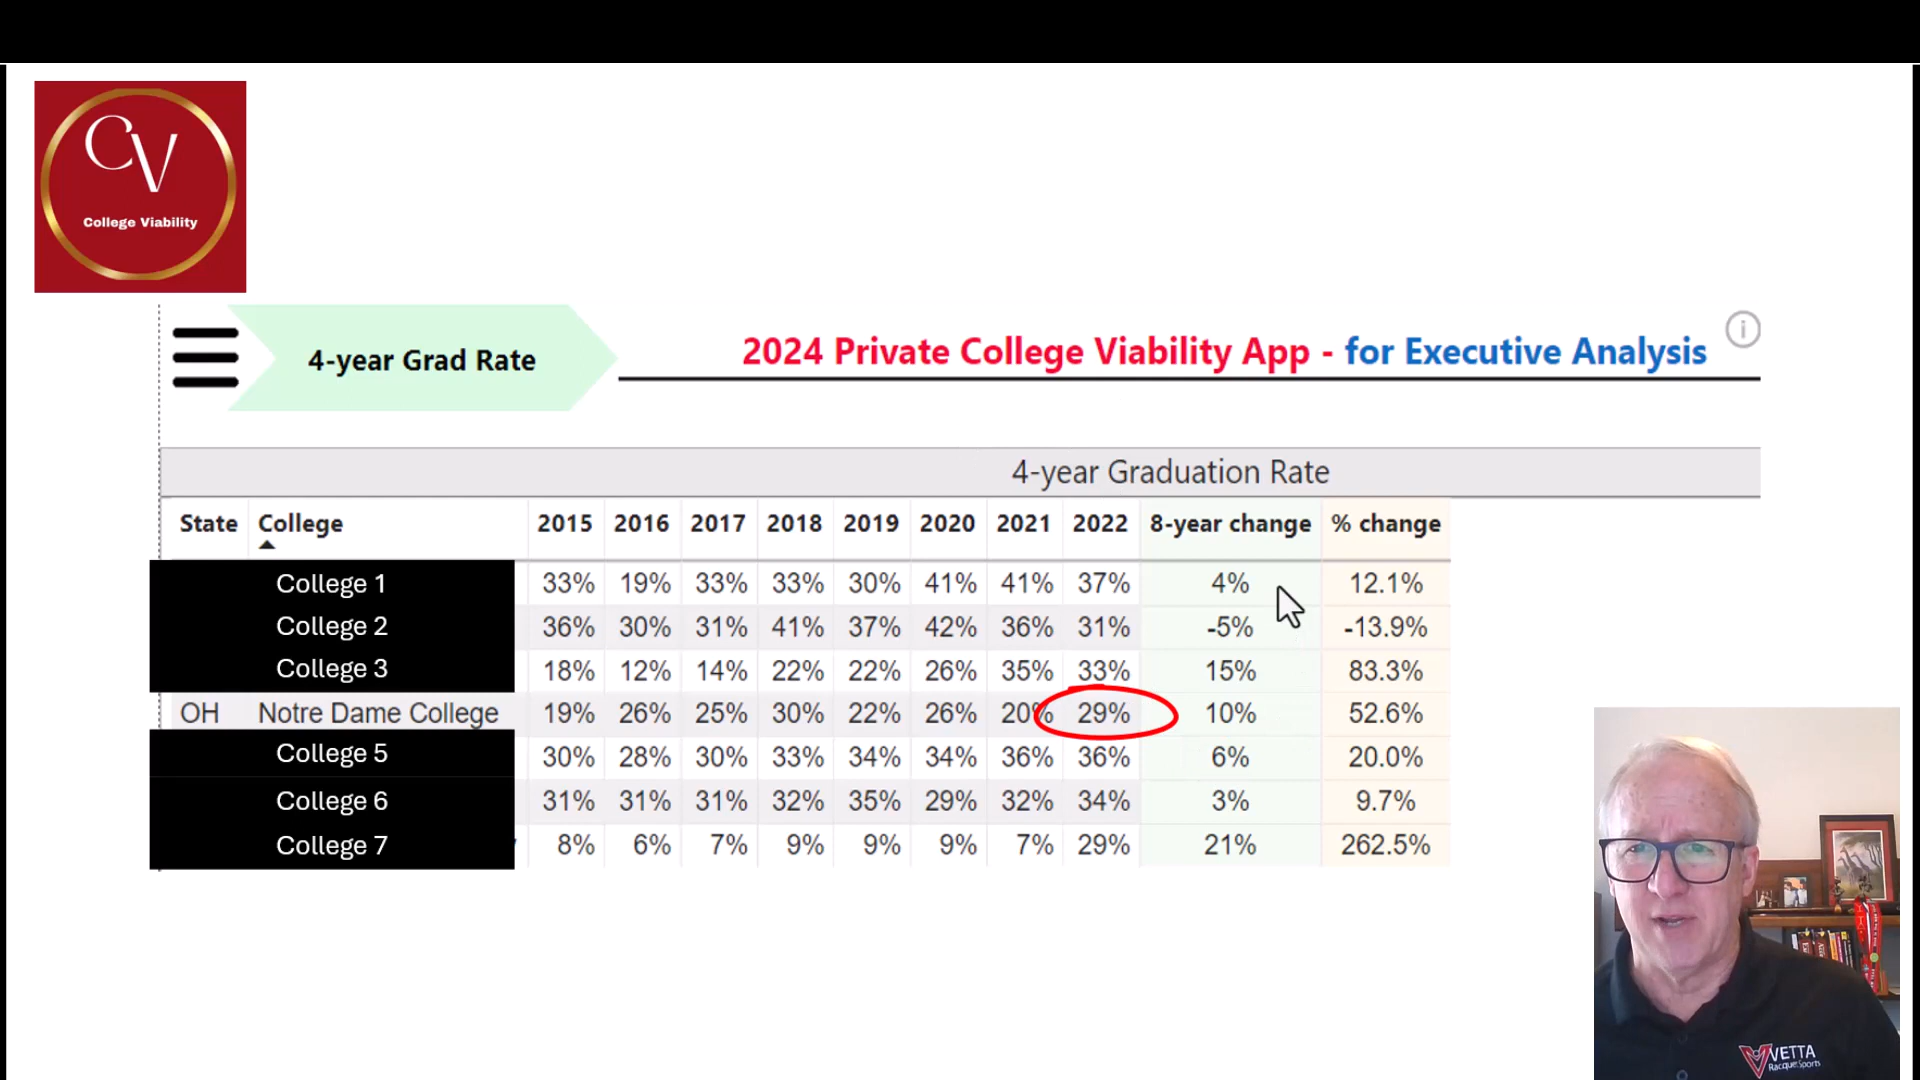 CV
College Viability
4-year Grad Rate
2024 Private College Viability App - for Executive Analysis
i
4-year Graduation Rate
State College 2015 2016 2017 2018 2019 2020 2021 2022 8-year change % change
College 1 33% 19% 33% 33% 30% 41% 41% 37% 4% 12.1%
College 2 36% 30% 31% 41% 37% 42% 36% 31% -5% -13.9%
College 3 18% 12% 14% 22% 22% 26% 35% 33% 15% 83.3%
OH Notre Dame College 19% 26% 25% 30% 22% 26% 20% 29% 10% 52.6%
College 5 30% 28% 30% 33% 34% 34% 36% 36% 6% 20.0%
College 6 31% 31% 31% 32% 35% 29% 32% 34% 3% 9.7%
College 7 8% 6% 7% 9% 9% 9% 7% 29% 21% 262.5%
VETTA
Racquet Sports